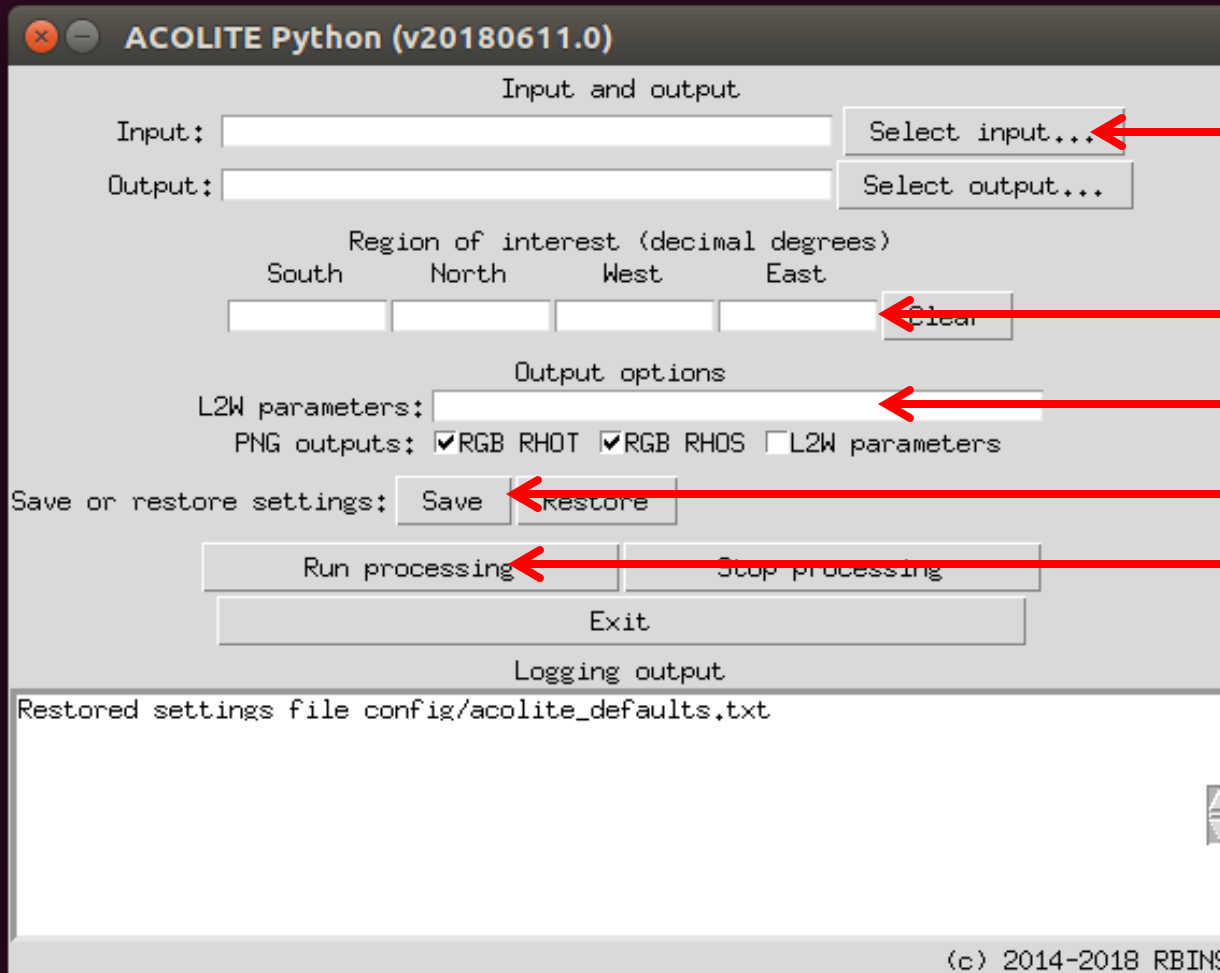 ACOLITE Python (v20180611.0)
Input and output
Input: Select input...
Output: Select output...
Region of interest (decimal degrees)
South North West East
Clear
Output options
L2W parameters:
PNG outputs: RGB RHOT RGB RHOS L2W parameters
Save or restore settings: Save Restore
Run processing Stop processing
Exit
Logging output
Restored settings file config/acolite_defaults.txt
(c) 2014-2018 RBINS